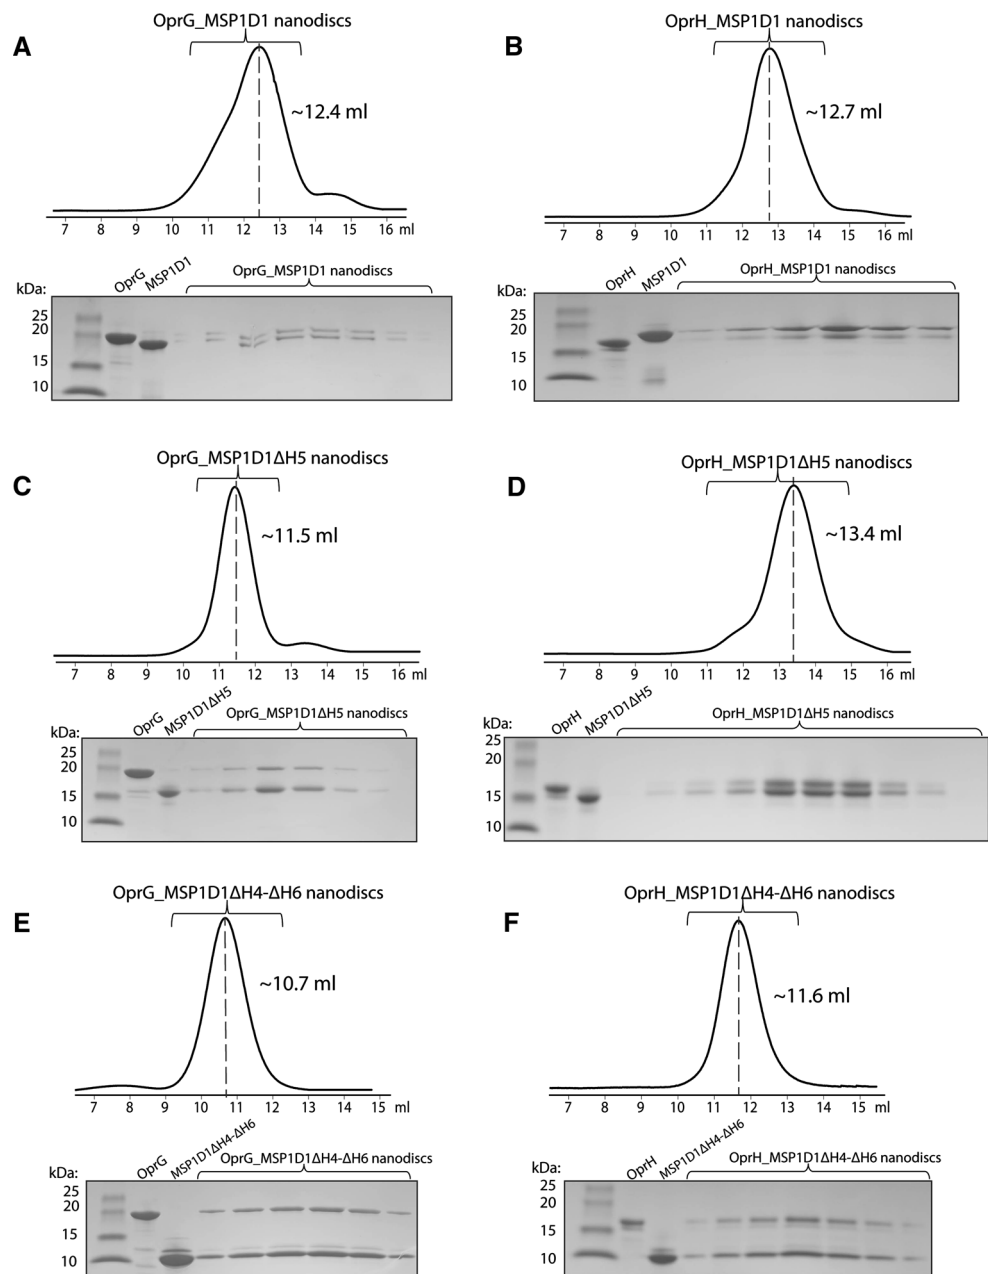 A
OprG_MSP1D1 nanodiscs
~12.4 ml
7 8 9 10 11 12 13 14 15 16 ml
OprG MSP1D1 OprG_MSP1D1 nanodiscs
kDa:
25
20
15
10
B
OprH_MSP1D1 nanodiscs
~12.7 ml
7 8 9 10 11 12 13 14 15 16 ml
OprH MSP1D1 OprH_MSP1D1 nanodiscs
kDa:
25
20
15
10
C
OprG_MSP1D1ΔH5 nanodiscs
~11.5 ml
7 8 9 10 11 12 13 14 15 16 ml
OprG MSP1D1ΔH5 OprG_MSP1D1ΔH5 nanodiscs
kDa:
25
20
15
10
D
OprH_MSP1D1ΔH5 nanodiscs
~13.4 ml
7 8 9 10 11 12 13 14 15 16 ml
OprH MSP1D1ΔH5 OprH_MSP1D1ΔH5 nanodiscs
kDa:
25
20
15
10
E
OprG_MSP1D1ΔH4-ΔH6 nanodiscs
~10.7 ml
7 8 9 10 11 12 13 14 15 ml
OprG MSP1D1ΔH4-ΔH6 OprG_MSP1D1ΔH4-ΔH6 nanodiscs
kDa:
25
20
15
10
F
OprH_MSP1D1ΔH4-ΔH6 nanodiscs
~11.6 ml
7 8 9 10 11 12 13 14 15 ml
OprH MSP1D1ΔH4-ΔH6 OprH_MSP1D1ΔH4-ΔH6 nanodiscs
kDa:
25
20
15
10